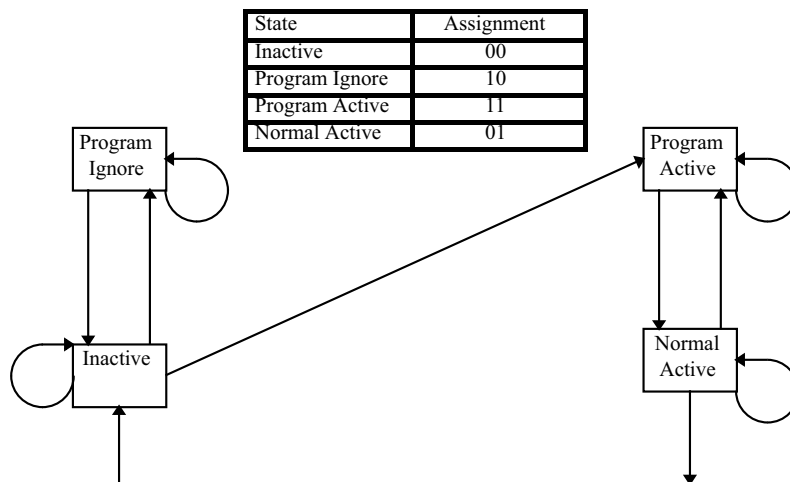 State Assignment
Inactive 00
Program Ignore 10
Program Active 11
Normal Active 01
Program
Ignore
Program
Active
Inactive
Normal
Active